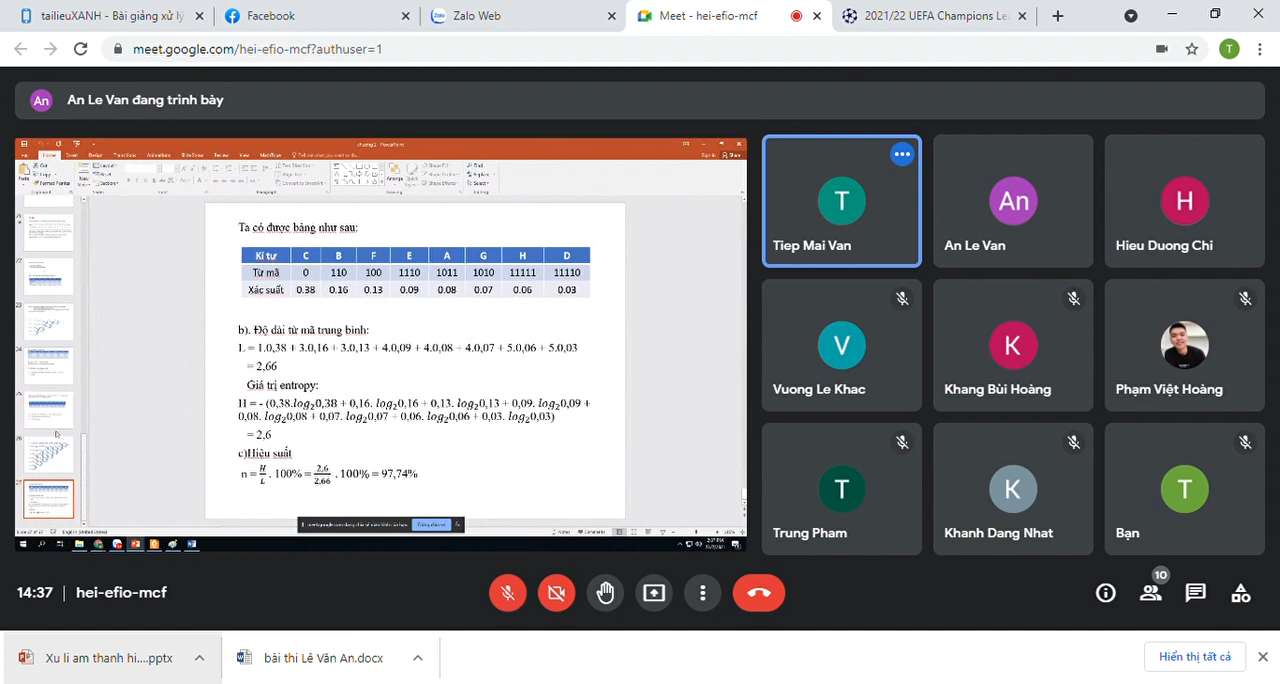 tailieuXANH - Bài giảng xử lý
Facebook
Zalo Web
Meet - hei-efio-mcf
2021/22 UEFA Champions Le
meet.google.com/hei-efio-mcf?authuser=1
T
An
An Le Van đang trình bày
Ta có được bảng như sau:
Kí tự C B F E A G H D
Từ mã 0 110 100 1110 1011 1010 11111 11110
Xác suất 0.38 0.16 0.13 0.09 0.08 0.07 0.06 0.03
b). Độ dài từ mã trung bình:
L = 1.0,38 + 3.0,16 + 3.0,13 + 4.0,09 + 4.0,08 + 4.0,07 + 5.0,06 + 5.0,03
= 2,66
Giá trị entropy:
H = - (0,38. log₂0,38 + 0,16. log₂0,16 + 0,13. log₂0,13 + 0,09. log₂0,09 +
0,08. log₂0,08 + 0,07. log₂0,07 + 0,06. log₂0,06 + 0,03. log₂0,03)
= 2,6
c)Hiệu suất
n = H/L . 100% = 2,6/2,66 . 100% = 97,74%
T
Tiep Mai Van
An
An Le Van
H
Hieu Duong Chi
V
Vuong Le Khac
K
Khang Bùi Hoàng
Phạm Việt Hoàng
T
Trung Pham
K
Khanh Dang Nhat
T
Bạn
14:37 | hei-efio-mcf
10
Xu li am thanh hi....pptx
bài thi Lê Văn An.docx
Hiển thị tất cả